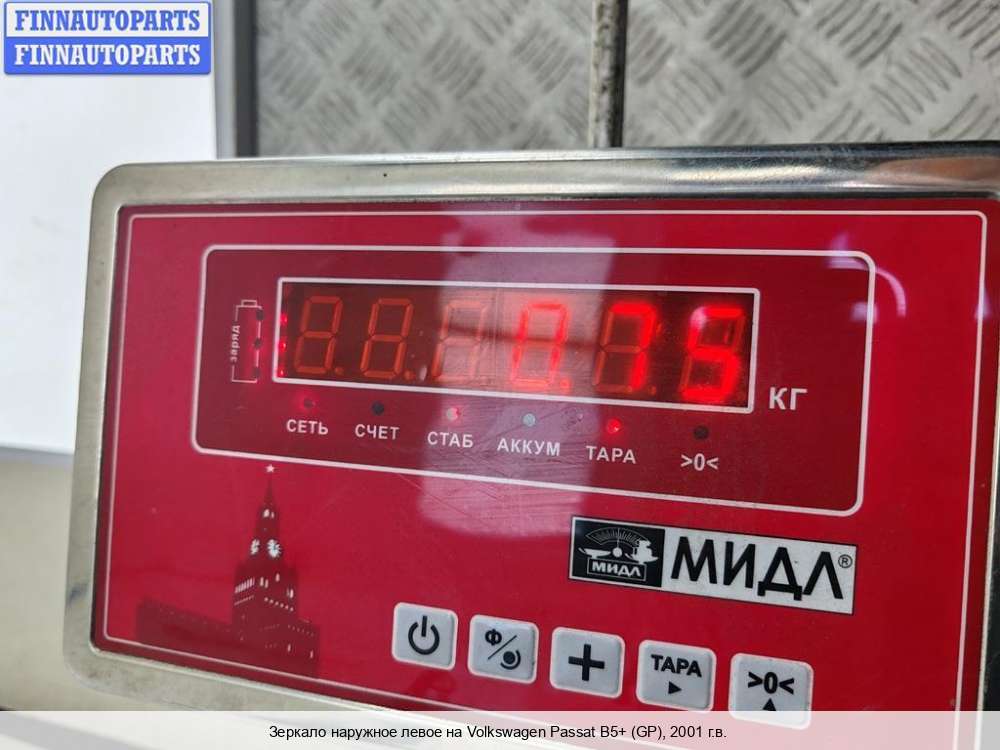 FINNAUTOPARTS
FINNAUTOPARTS
заряд
0.75
КГ
СЕТЬ СЧЕТ СТАБ АККУМ ТАРА >0<
МИДЛ МИДЛ®
Ф ТАРА >0<
Зеркало наружное левое на Volkswagen Passat B5+ (GP), 2001 г.в.